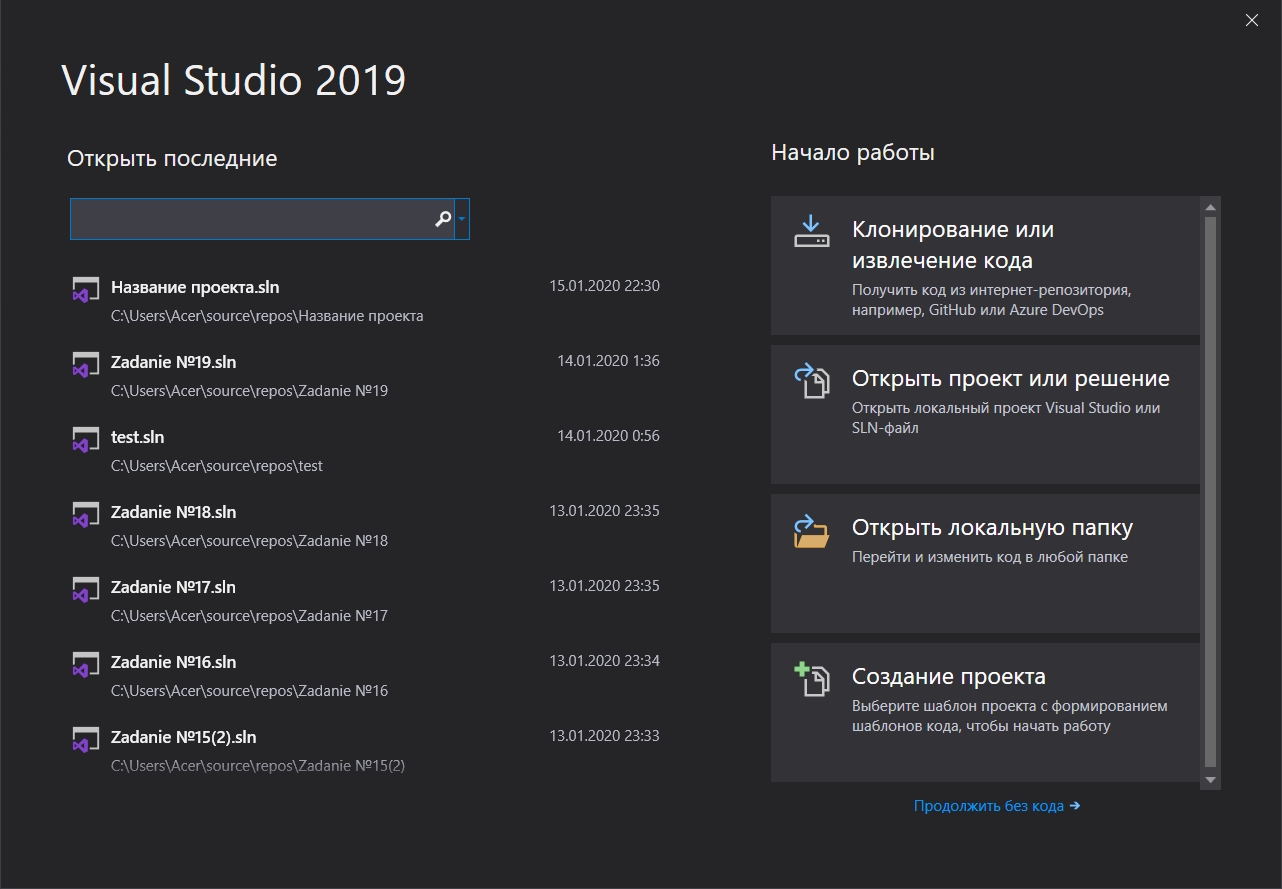 Visual Studio 2019
Открыть последние
Название проекта.sln 15.01.2020 22:30
C:\Users\Acer\source\repos\Название проекта
Zadanie №19.sln 14.01.2020 1:36
C:\Users\Acer\source\repos\Zadanie №19
test.sln 14.01.2020 0:56
C:\Users\Acer\source\repos\test
Zadanie №18.sln 13.01.2020 23:35
C:\Users\Acer\source\repos\Zadanie №18
Zadanie №17.sln 13.01.2020 23:35
C:\Users\Acer\source\repos\Zadanie №17
Zadanie №16.sln 13.01.2020 23:34
C:\Users\Acer\source\repos\Zadanie №16
Zadanie №15(2).sln 13.01.2020 23:33
C:\Users\Acer\source\repos\Zadanie №15(2)
Начало работы
Клонирование или
извлечение кода
Получить код из интернет-репозитория,
например, GitHub или Azure DevOps
Открыть проект или решение
Открыть локальный проект Visual Studio или
SLN-файл
Открыть локальную папку
Перейти и изменить код в любой папке
Создание проекта
Выберите шаблон проекта с формированием
шаблонов кода, чтобы начать работу
Продолжить без кода →